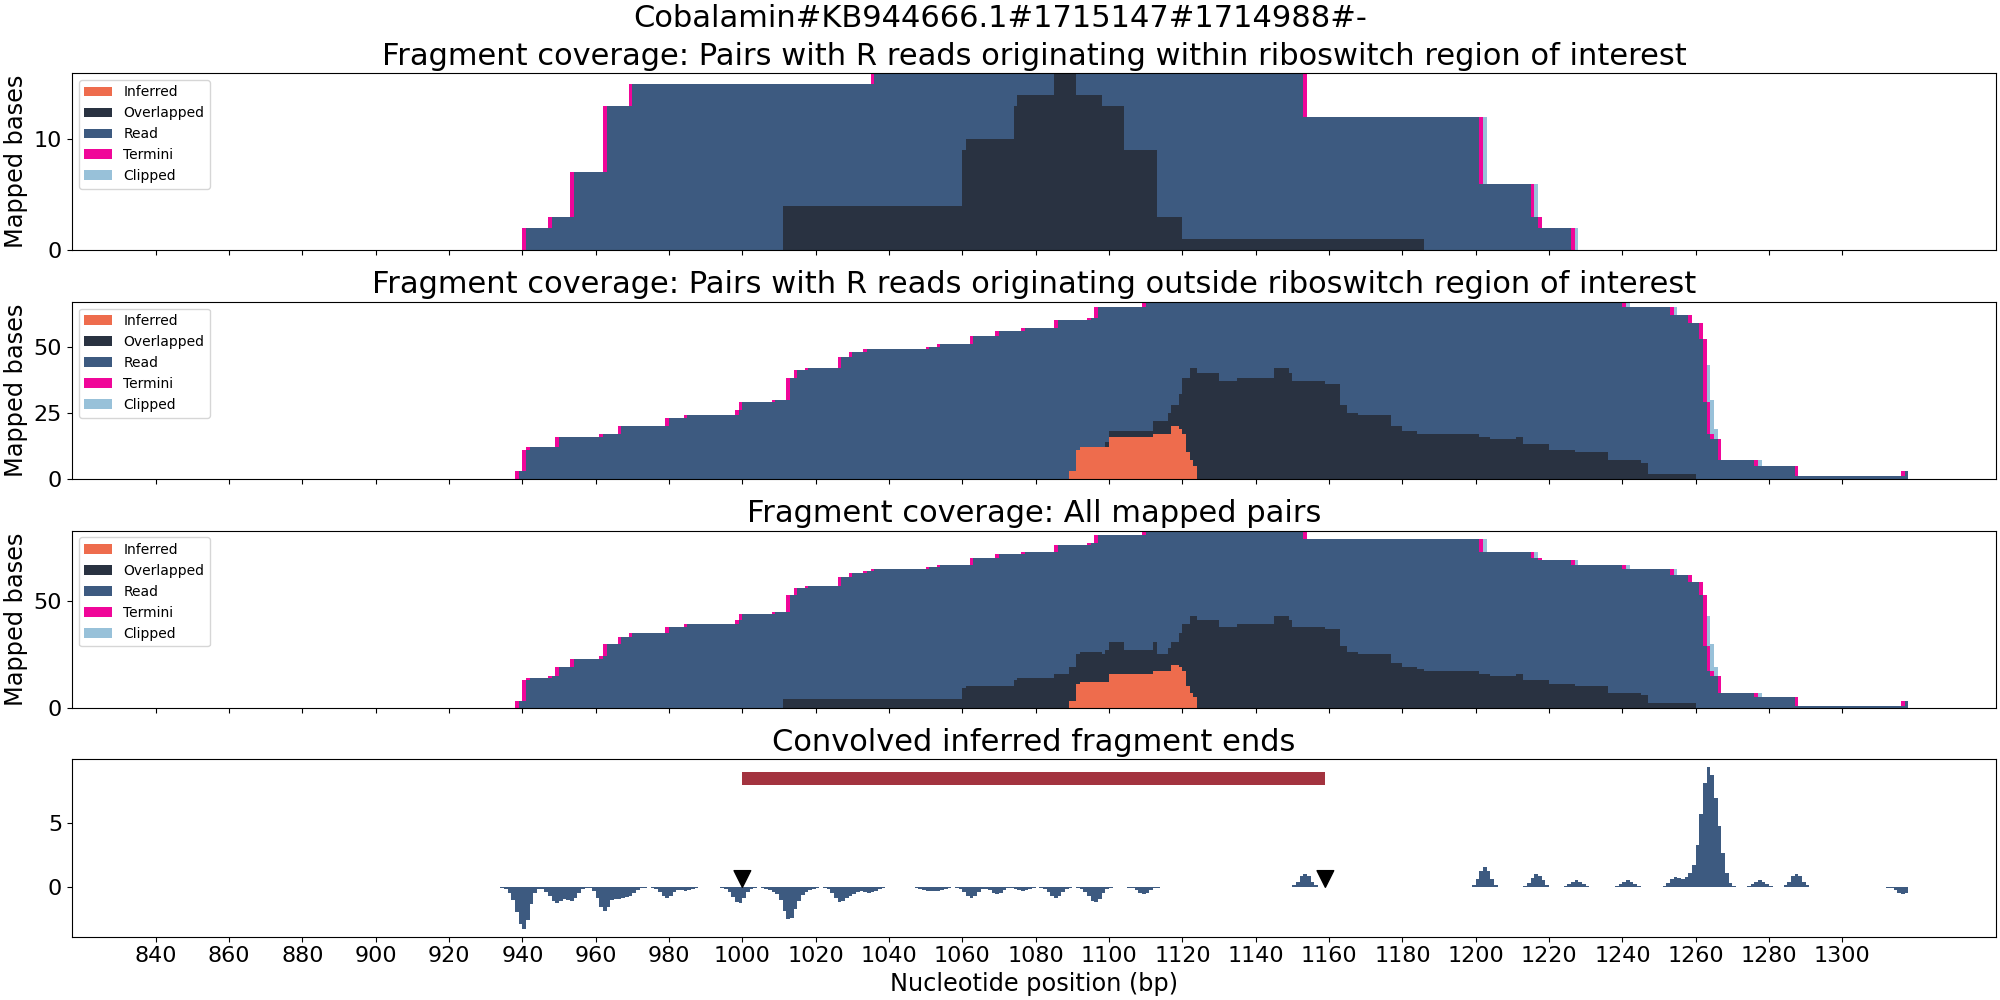 Cobalamin#KB944666.1#1715147#1714988#-
Fragment coverage: Pairs with R reads originating within riboswitch region of interest
Mapped bases
10
0
Inferred
Overlapped
Read
Termini
Clipped
Fragment coverage: Pairs with R reads originating outside riboswitch region of interest
Mapped bases
50
25
0
Inferred
Overlapped
Read
Termini
Clipped
Fragment coverage: All mapped pairs
Mapped bases
50
0
Inferred
Overlapped
Read
Termini
Clipped
Convolved inferred fragment ends
5
0
840 860 880 900 920 940 960 980 1000 1020 1040 1060 1080 1100 1120 1140 1160 1180 1200 1220 1240 1260 1280 1300
Nucleotide position (bp)